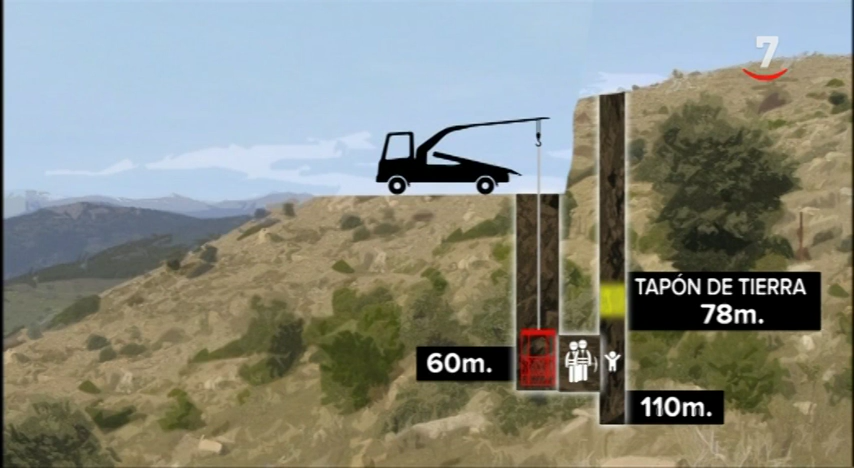 7
TAPÓN DE TIERRA
78m.
60m.
110m.